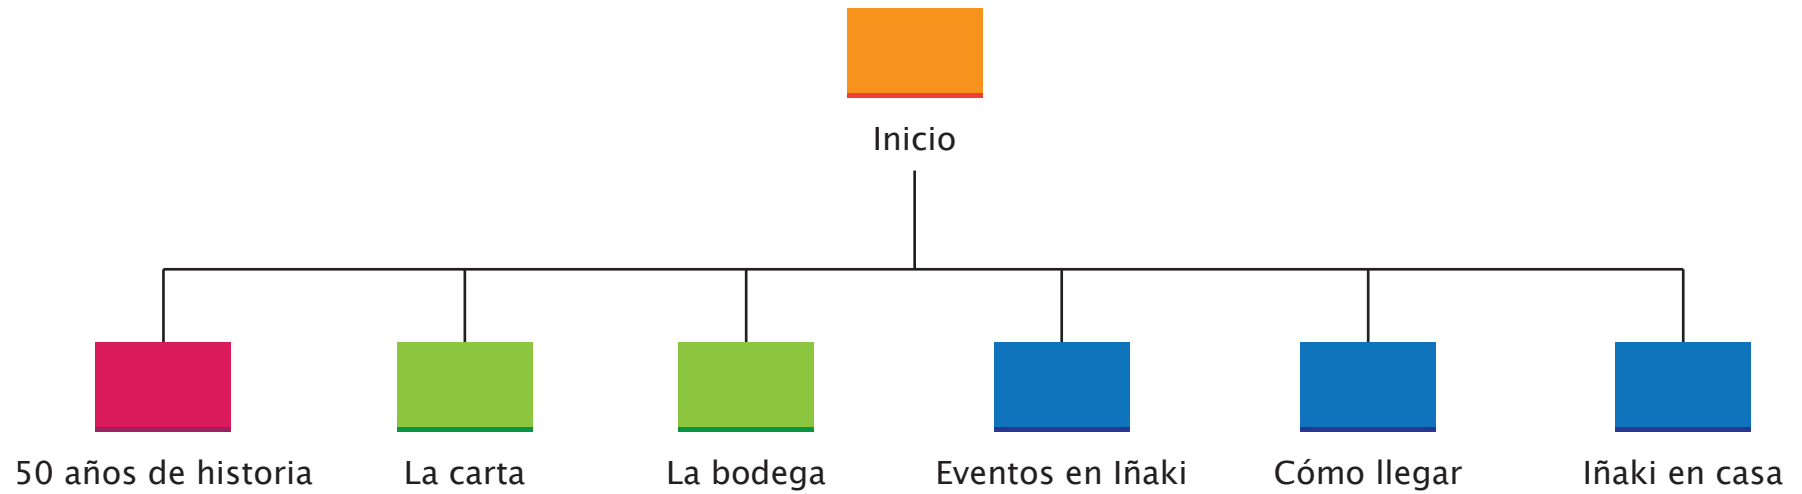 Inicio
50 años de historia
La carta
La bodega
Eventos en Iñaki
Cómo llegar
Iñaki en casa